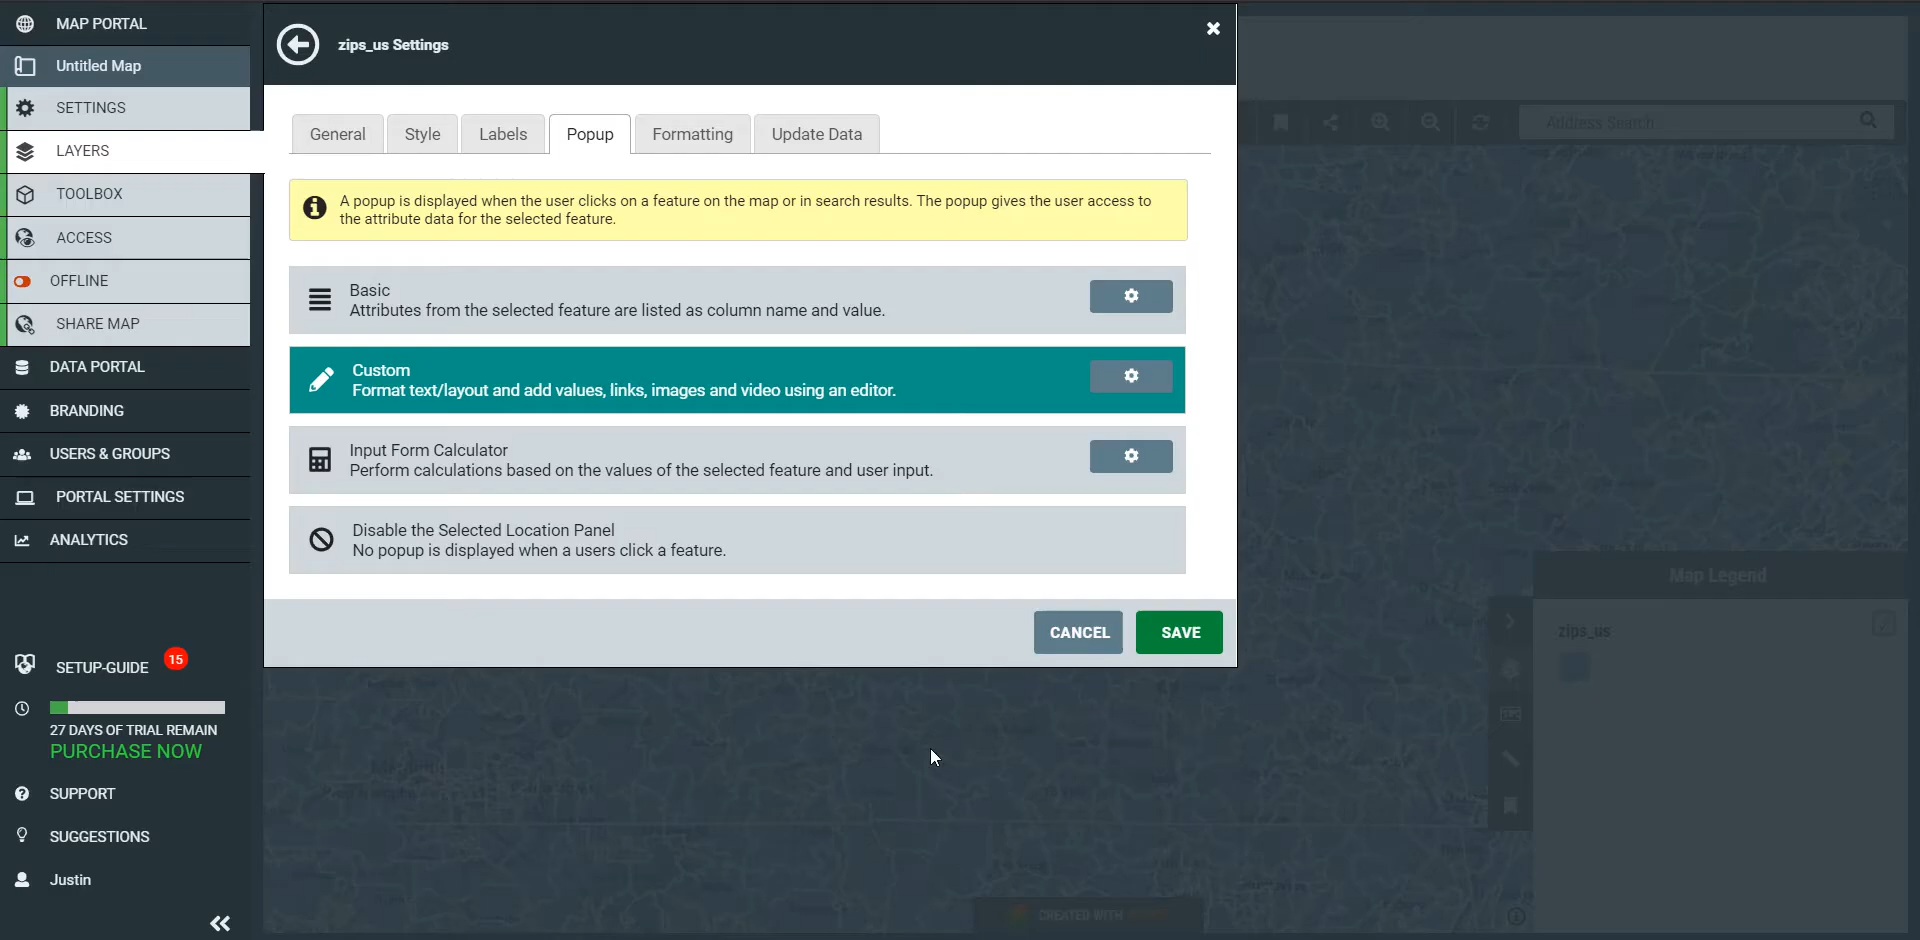 MAP PORTAL
Untitled Map
SETTINGS
LAYERS
TOOLBOX
ACCESS
OFFLINE
SHARE MAP
DATA PORTAL
BRANDING
USERS & GROUPS
PORTAL SETTINGS
ANALYTICS
SETUP-GUIDE 15
27 DAYS OF TRIAL REMAIN
PURCHASE NOW
SUPPORT
SUGGESTIONS
Justin
zips_us Settings
General Style Labels Popup Formatting Update Data
A popup is displayed when the user clicks on a feature on the map or in search results. The popup gives the user access to
the attribute data for the selected feature.
Basic
Attributes from the selected feature are listed as column name and value.
Custom
Format text/layout and add values, links, images and video using an editor.
Input Form Calculator
Perform calculations based on the values of the selected feature and user input.
Disable the Selected Location Panel
No popup is displayed when a users click a feature.
CANCEL SAVE
Address Search...
Map Legend
zips_us
CREATED WITH